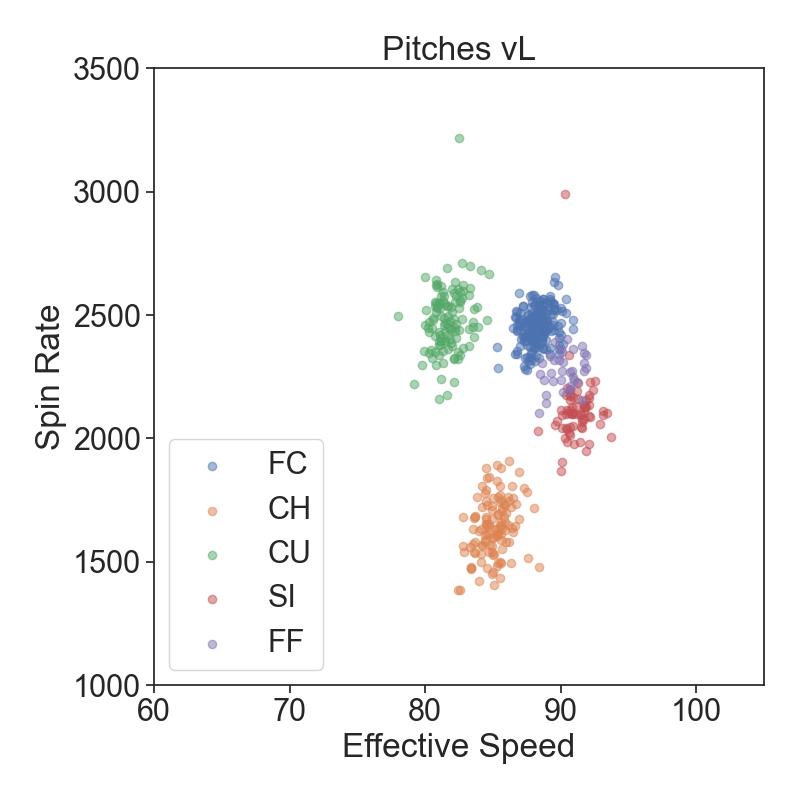 Pitches vL
3500
3000
2500
2000
1500
1000
Spin Rate
FC
CH
CU
SI
FF
60 70 80 90 100
Effective Speed